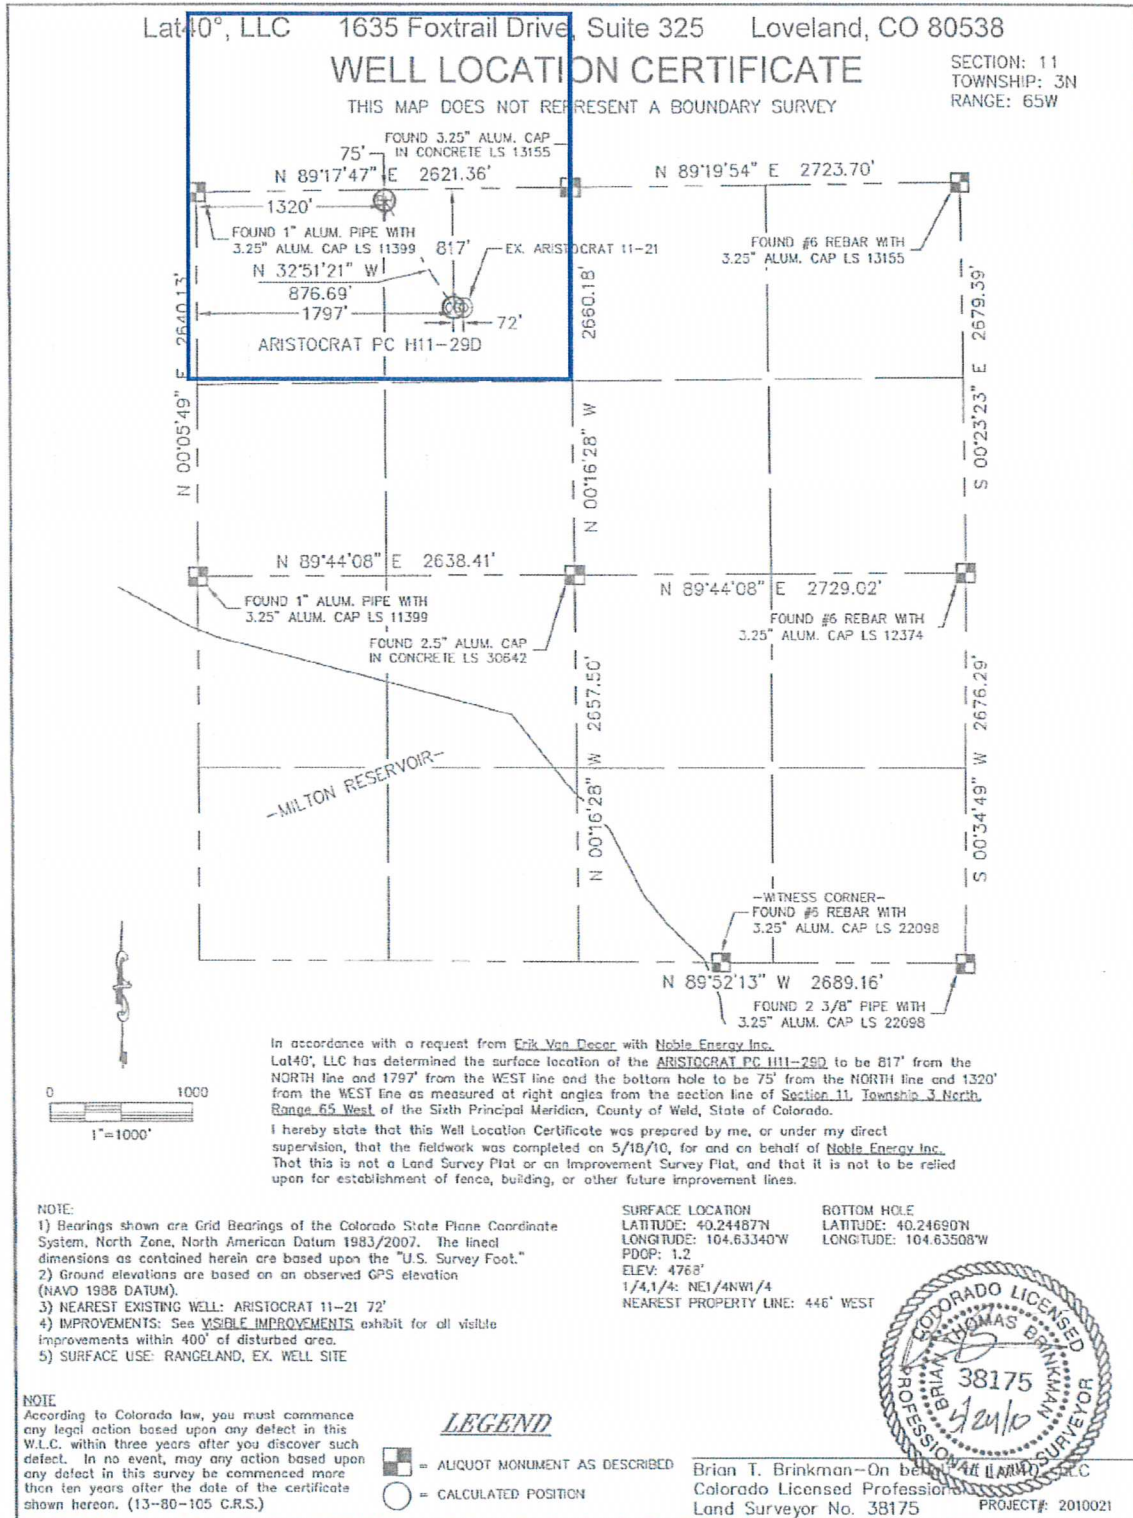 Lat40°, LLC 1635 Foxtrail Drive, Suite 325 Loveland, CO 80538
WELL LOCATION CERTIFICATE
THIS MAP DOES NOT REPRESENT A BOUNDARY SURVEY
SECTION: 11
TOWNSHIP: 3N
RANGE: 65W
FOUND 3.25" ALUM. CAP
IN CONCRETE LS 13155
75'
N 89°17'47" E 2621.36'
N 89°19'54" E 2723.70'
1320'
FOUND 1" ALUM. PIPE WITH
3.25" ALUM. CAP LS 11399
817'
EX. ARISTOCRAT 11-21
FOUND #6 REBAR WITH
3.25" ALUM. CAP LS 13155
N 32°51'21" W
876.69'
1797'
72'
ARISTOCRAT PC H11-29D
N 00°05'49" E 2640.13'
N 00°16'28" W 2660.18'
S 00°23'23" E 2679.39'
N 89°44'08" E 2638.41'
N 89°44'08" E 2729.02'
FOUND 1" ALUM. PIPE WITH
3.25" ALUM. CAP LS 11399
FOUND 2.5" ALUM. CAP
IN CONCRETE LS 30642
FOUND #6 REBAR WITH
3.25" ALUM. CAP LS 12374
-MILTON RESERVOIR-
N 00°16'28" W 2657.50'
S 00°34'49" W 2676.29'
-WITNESS CORNER-
FOUND #6 REBAR WITH
3.25" ALUM. CAP LS 22098
N 89°52'13" W 2689.16'
FOUND 2 3/8" PIPE WITH
3.25" ALUM. CAP LS 22098
0 1000
1"=1000'
In accordance with a request from Erik Van Decar with Noble Energy Inc.
Lat40°, LLC has determined the surface location of the ARISTOCRAT PC H11-29D to be 817' from the
NORTH line and 1797' from the WEST line and the bottom hole to be 75' from the NORTH line and 1320'
from the WEST line as measured at right angles from the section line of Section 11, Township 3 North,
Range 65 West of the Sixth Principal Meridian, County of Weld, State of Colorado.
I hereby state that this Well Location Certificate was prepared by me, or under my direct
supervision, that the fieldwork was completed on 5/18/10, for and on behalf of Noble Energy Inc.
That this is not a Land Survey Plat or an Improvement Survey Plat, and that it is not to be relied
upon for establishment of fence, building, or other future improvement lines.
NOTE:
1) Bearings shown are Grid Bearings of the Colorado State Plane Coordinate
System, North Zone, North American Datum 1983/2007. The lineal
dimensions as contained herein are based upon the "U.S. Survey Foot."
2) Ground elevations are based on an observed GPS elevation
(NAVD 1988 DATUM).
3) NEAREST EXISTING WELL: ARISTOCRAT 11-21 72'
4) IMPROVEMENTS: See VISIBLE IMPROVEMENTS exhibit for all visible
improvements within 400' of disturbed area.
5) SURFACE USE: RANGELAND, EX. WELL SITE
SURFACE LOCATION
LATITUDE: 40.24487°N
LONGITUDE: 104.63340°W
PDOP: 1.2
ELEV: 4768'
1/4,1/4: NE1/4NW1/4
NEAREST PROPERTY LINE: 446' WEST
BOTTOM HOLE
LATITUDE: 40.24690°N
LONGITUDE: 104.63508°W
NOTE
According to Colorado law, you must commence
any legal action based upon any defect in this
W.L.C. within three years after you discover such
defect. In no event, may any action based upon
any defect in this survey be commenced more
than ten years after the date of the certificate
shown hereon. (13-80-105 C.R.S.)
LEGEND
= ALIQUOT MONUMENT AS DESCRIBED
= CALCULATED POSITION
COLORADO LICENSED
BRIAN THOMAS BRINKMAN
38175
5/24/10
PROFESSIONAL LAND SURVEYOR
Brian T. Brinkman-On behalf of Lat40°, LLC
Colorado Licensed Professional
Land Surveyor No. 38175
PROJECT#: 2010021